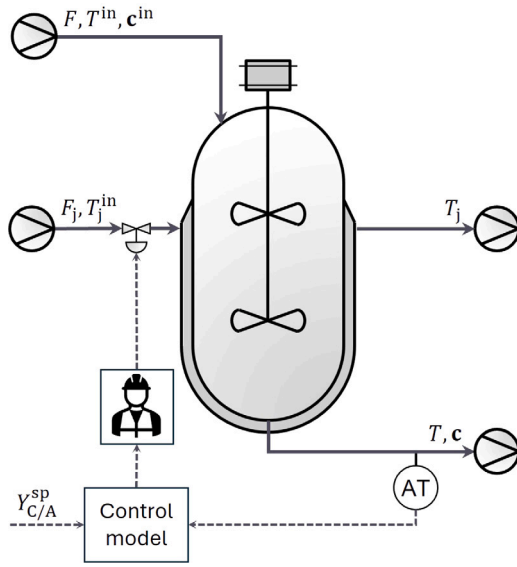 F, T^in, c^in
F_j, T_j^in
T_j
T, c
AT
Y_C/A^sp
Control
model